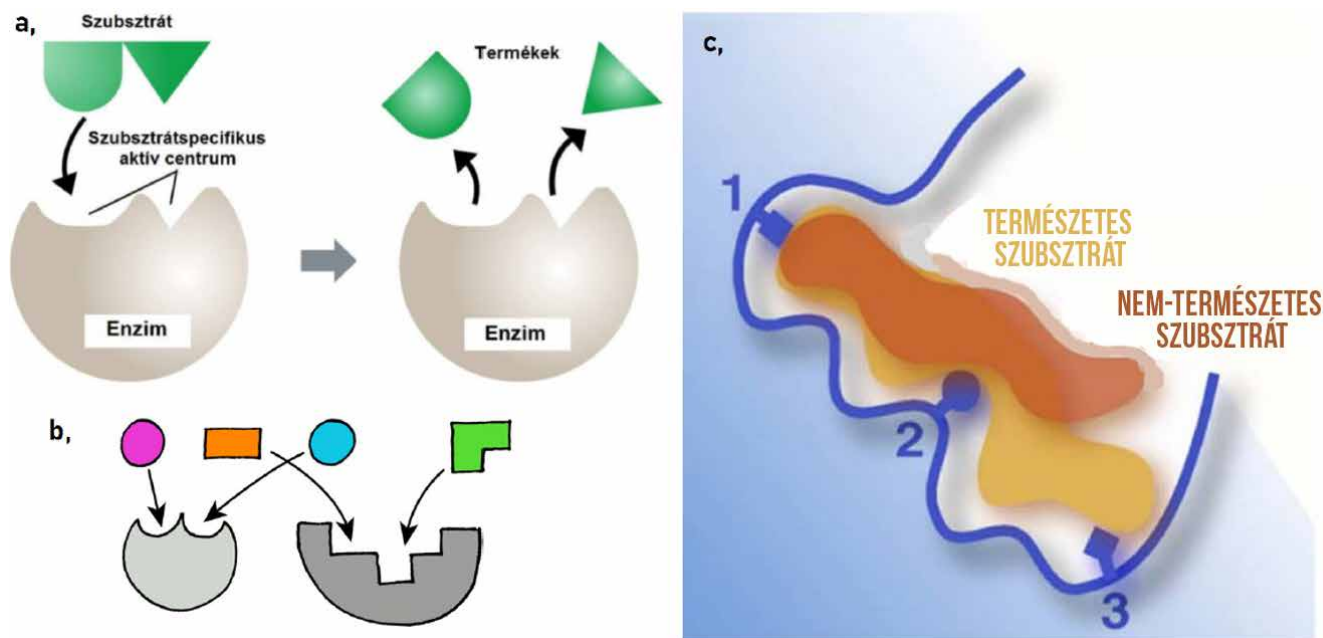 a,
Szubsztrát
Termékek
Szubsztrátspecifikus
aktív centrum
Enzim
Enzim
b,
c,
1
TERMÉSZETES
SZUBSZTRÁT
NEM-TERMÉSZETES
SZUBSZTRÁT
2
3